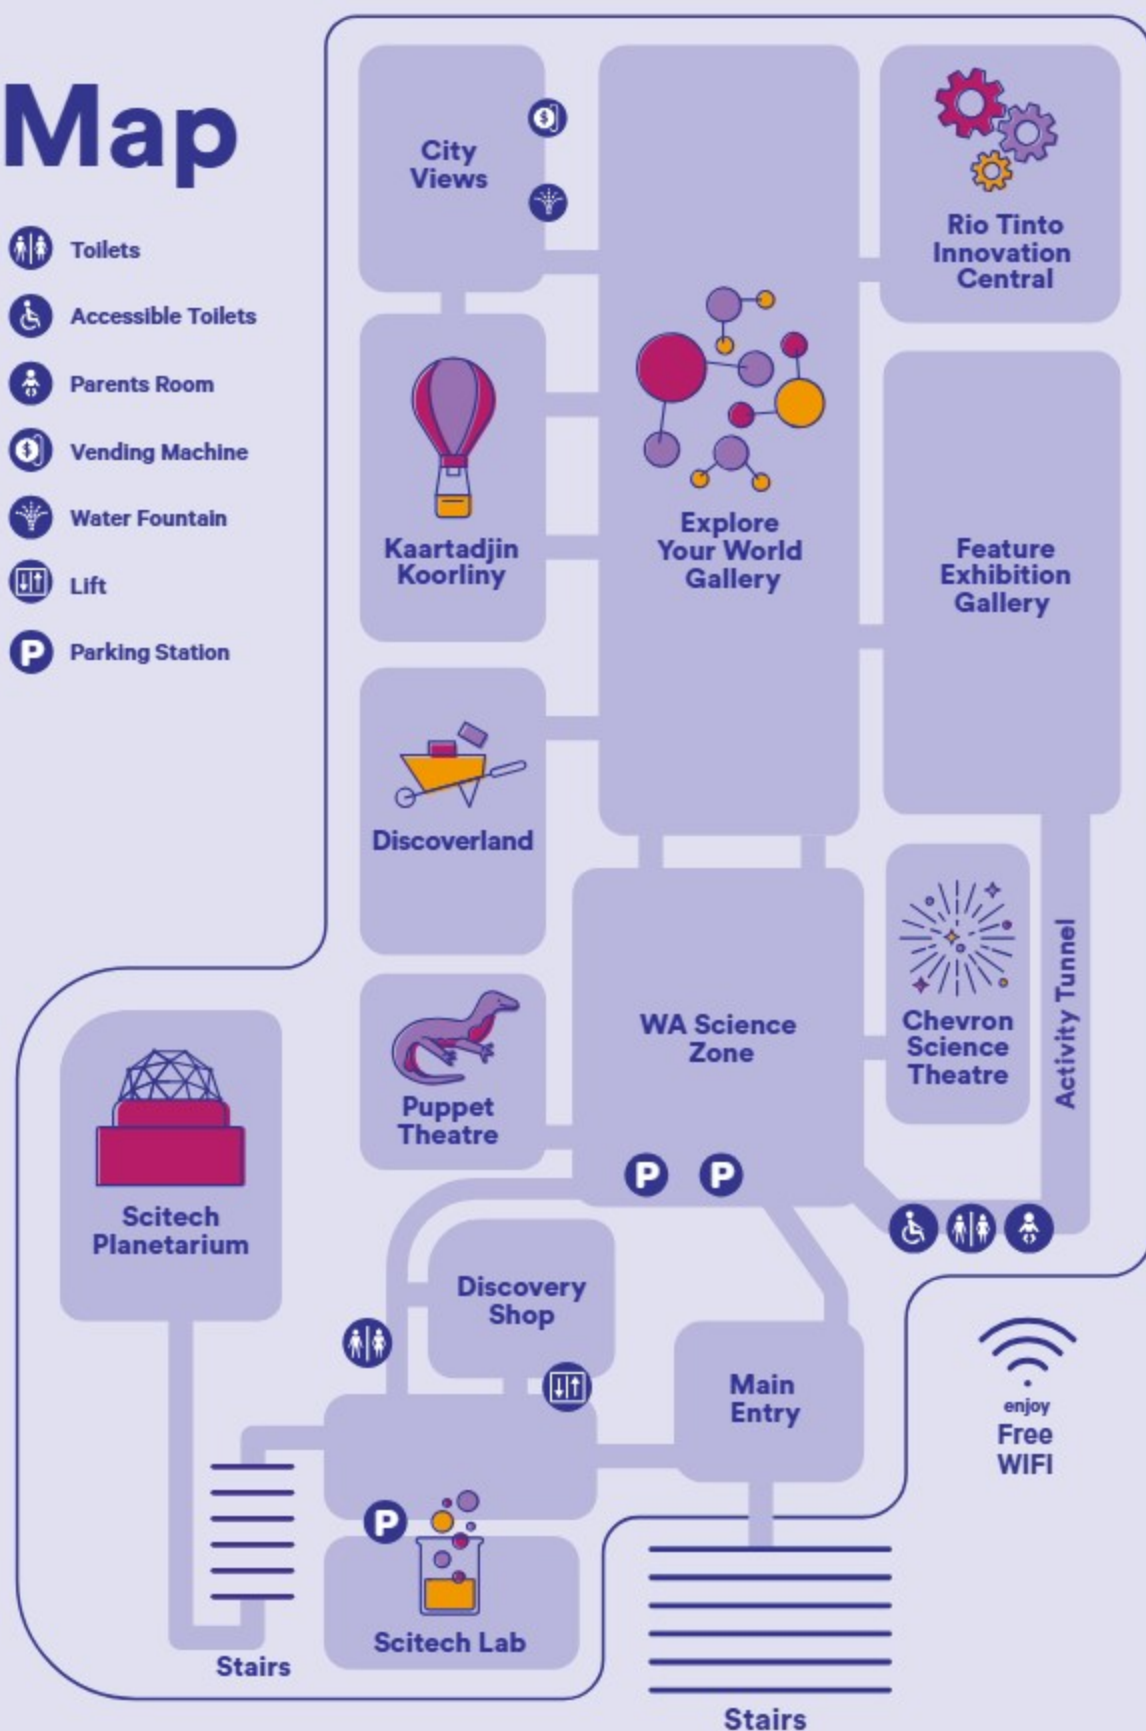 Map
Toilets
Accessible Toilets
Parents Room
Vending Machine
Water Fountain
Lift
P Parking Station
City
Views
$
Rio Tinto
Innovation
Central
Kaartadjin
Koorliny
Explore
Your World
Gallery
Feature
Exhibition
Gallery
Discoverland
Puppet
Theatre
WA Science
Zone
P P
Chevron
Science
Theatre
Activity Tunnel
Scitech
Planetarium
Discovery
Shop
Main
Entry
enjoy
Free
WIFI
P
Scitech Lab
Stairs
Stairs